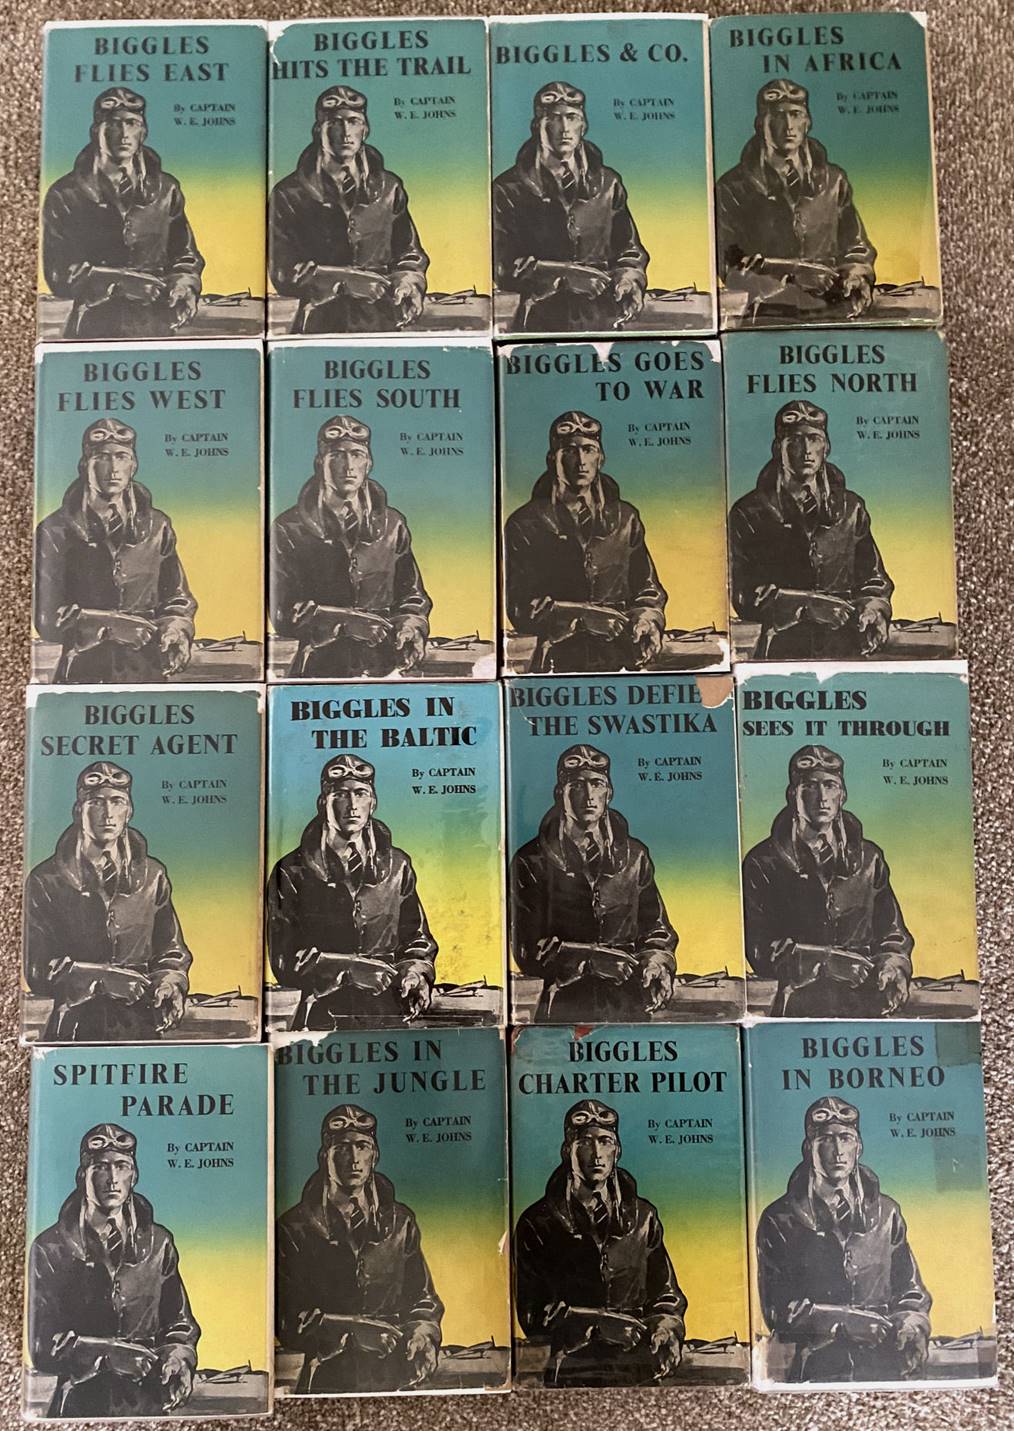 BIGGLES
FLIES EAST
By CAPTAIN
W. E. JOHNS
BIGGLES
HITS THE TRAIL
By CAPTAIN
W. E. JOHNS
BIGGLES & CO.
By CAPTAIN
W. E. JOHNS
BIGGLES
IN AFRICA
By CAPTAIN
W. E. JOHNS
BIGGLES
FLIES WEST
By CAPTAIN
W. E. JOHNS
BIGGLES
FLIES SOUTH
By CAPTAIN
W. E. JOHNS
BIGGLES GOES
TO WAR
By CAPTAIN
W. E. JOHNS
BIGGLES
FLIES NORTH
By CAPTAIN
W. E. JOHNS
BIGGLES
SECRET AGENT
By CAPTAIN
W. E. JOHNS
BIGGLES IN
THE BALTIC
By CAPTAIN
W. E. JOHNS
BIGGLES DEFIE
THE SWASTIKA
By CAPTAIN
W. E. JOHNS
BIGGLES
SEES IT THROUGH
By CAPTAIN
W. E. JOHNS
SPITFIRE
PARADE
By CAPTAIN
W. E. JOHNS
BIGGLES IN
THE JUNGLE
By CAPTAIN
W. E. JOHNS
BIGGLES
CHARTER PILOT
By CAPTAIN
W. E. JOHNS
BIGGLES
IN BORNEO
By CAPTAIN
W. E. JOHNS